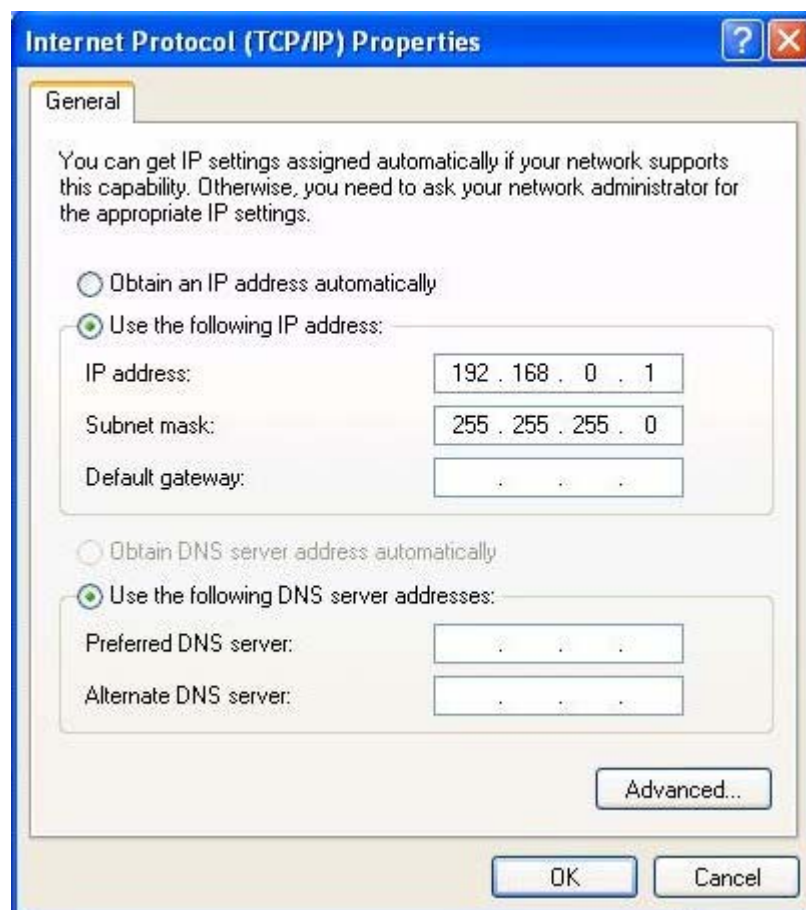 Internet Protocol (TCP/IP) Properties
?
General
You can get IP settings assigned automatically if your network supports
this capability. Otherwise, you need to ask your network administrator for
the appropriate IP settings.
Obtain an IP address automatically
Use the following IP address:
IP address: 192 . 168 . 0 . 1
Subnet mask: 255 . 255 . 255 . 0
Default gateway: . . .
Obtain DNS server address automatically
Use the following DNS server addresses:
Preferred DNS server: . . .
Alternate DNS server: . . .
Advanced...
OK Cancel